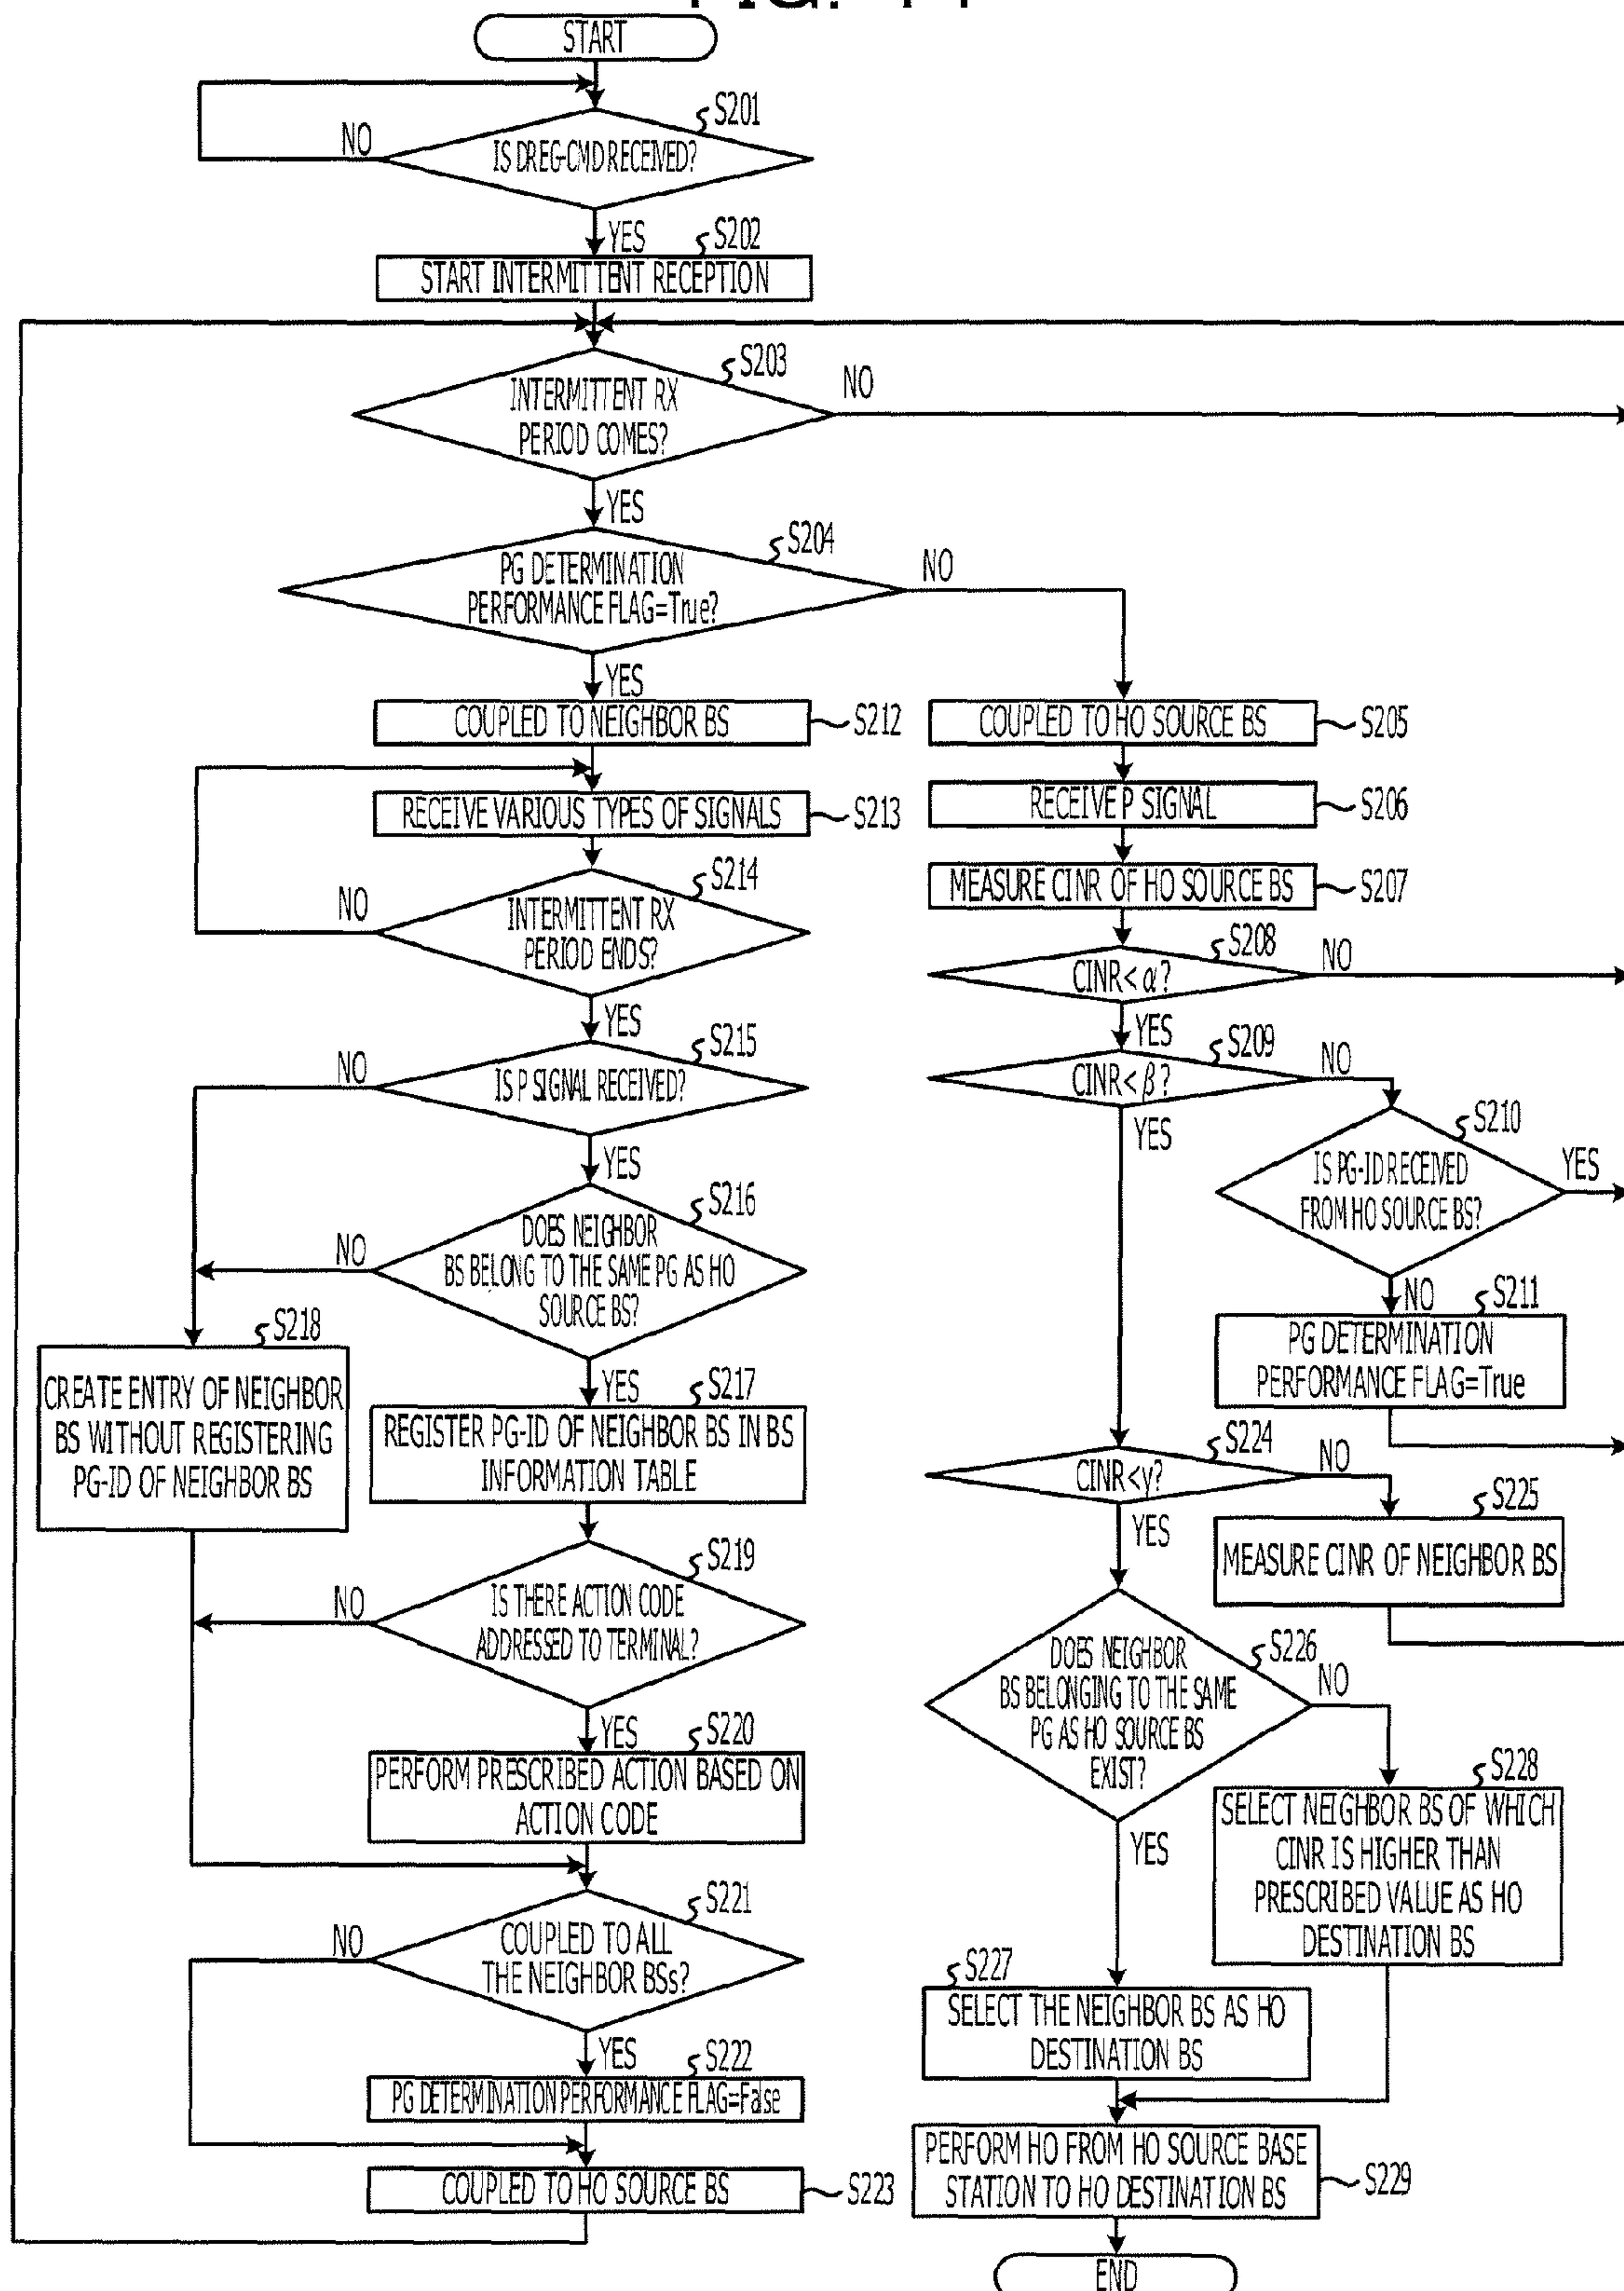 START
S201
NO
IS DREG-CMD RECEIVED?
YES
S202
START INTERMITTENT RECEPTION
S203
NO
INTERMITTENT RX
PERIOD COMES?
YES
S204
NO
PG DETERMINATION
PERFORMANCE FLAG=True?
YES
COUPLED TO NEIGHBOR BS
S212
COUPLED TO HO SOURCE BS
S205
RECEIVE VARIOUS TYPES OF SIGNALS
S213
RECEIVE P SIGNAL
S206
S214
NO
INTERMITTENT RX
PERIOD ENDS?
YES
MEASURE CINR OF HO SOURCE BS
S207
S208
NO
CINR<α?
YES
S215
NO
IS P SIGNAL RECEIVED?
YES
S209
NO
CINR<β?
YES
S210
IS PG-ID RECEIVED
FROM HO SOURCE BS?
YES
NO
S216
DOES NEIGHBOR
BS BELONG TO THE SAME PG AS HO
SOURCE BS?
NO
YES
S211
PG DETERMINATION
PERFORMANCE FLAG=True
S218
CREATE ENTRY OF NEIGHBOR
BS WITHOUT REGISTERING
PG-ID OF NEIGHBOR BS
S217
REGISTER PG-ID OF NEIGHBOR BS IN BS
INFORMATION TABLE
S224
NO
CINR<γ?
YES
S225
MEASURE CINR OF NEIGHBOR BS
S219
NO
IS THERE ACTION CODE
ADDRESSED TO TERMINAL?
YES
S226
DOES NEIGHBOR
BS BELONGING TO THE SAME
PG AS HO SOURCE BS
EXIST?
NO
YES
S220
PERFORM PRESCRIBED ACTION BASED ON
ACTION CODE
S228
SELECT NEIGHBOR BS OF WHICH
CINR IS HIGHER THAN
PRESCRIBED VALUE AS HO
DESTINATION BS
S221
NO
COUPLED TO ALL
THE NEIGHBOR BSs?
YES
S227
SELECT THE NEIGHBOR BS AS HO
DESTINATION BS
S222
PG DETERMINATION PERFORMANCE FLAG=False
COUPLED TO HO SOURCE BS
S223
PERFORM HO FROM HO SOURCE BASE
STATION TO HO DESTINATION BS
S229
END